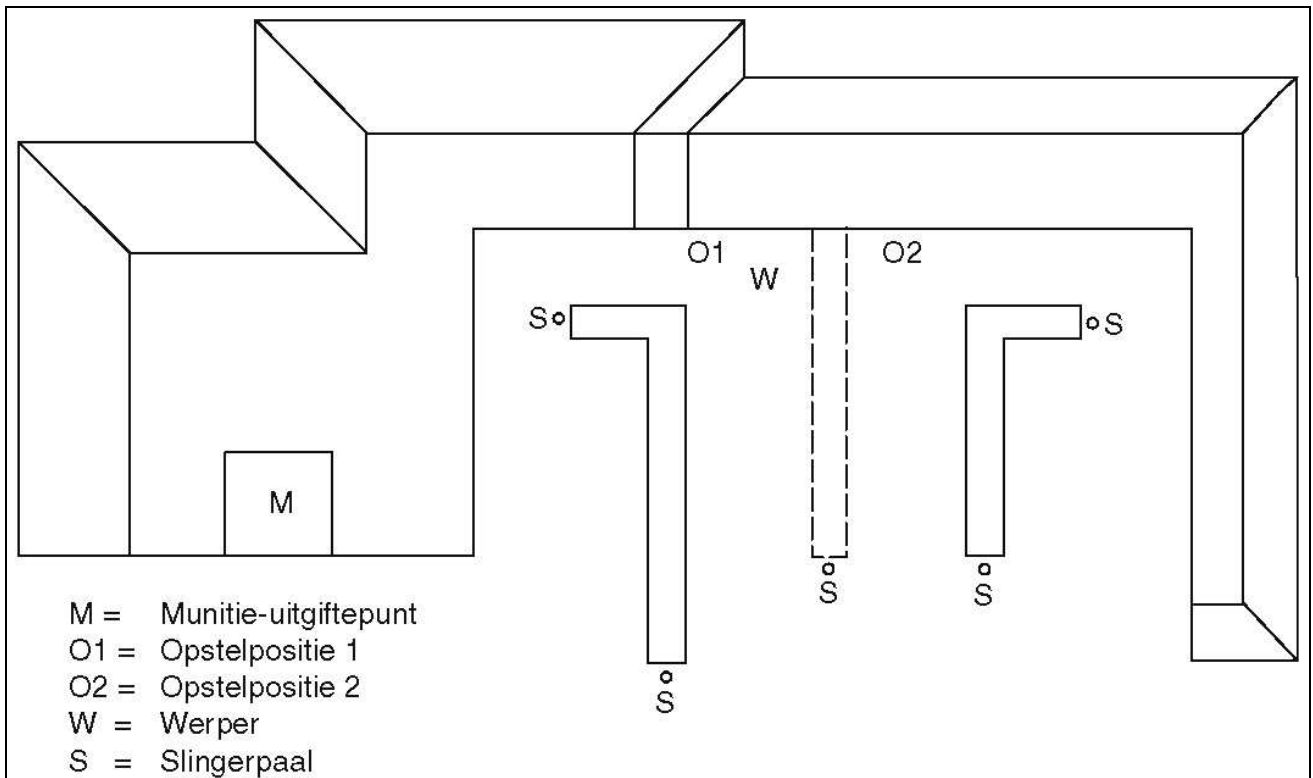 O1
O2
W
S
S
M
S
S
S
M = Munitie-uitgiftepunt
O1 = Opstelpositie 1
O2 = Opstelpositie 2
W = Werper
S = Slingerpaal